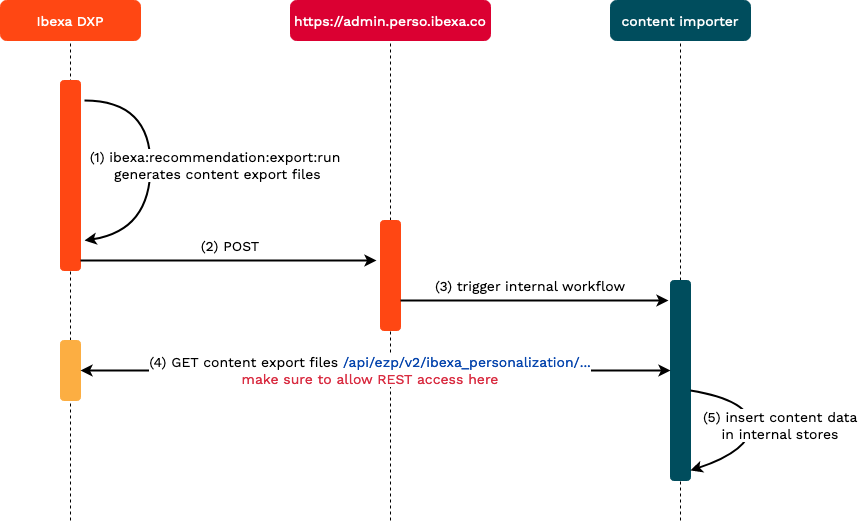 Ibexa DXP
https://admin.perso.ibexa.co
content importer
(1) ibexa:recommendation:export:run
generates content export files
(2) POST
(3) trigger internal workflow
(4) GET content export files /api/ezp/v2/ibexa_personalization/...
make sure to allow REST access here
(5) insert content data
in internal stores